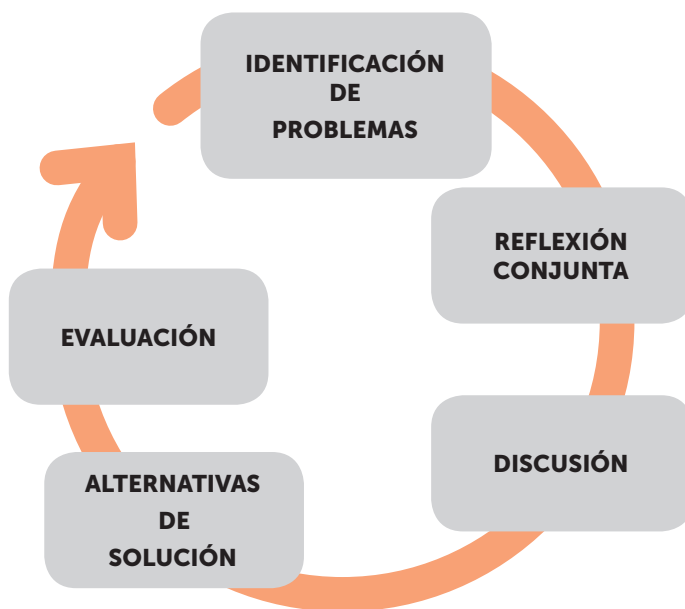 IDENTIFICACIÓN
DE
PROBLEMAS
REFLEXIÓN
CONJUNTA
DISCUSIÓN
ALTERNATIVAS
DE
SOLUCIÓN
EVALUACIÓN